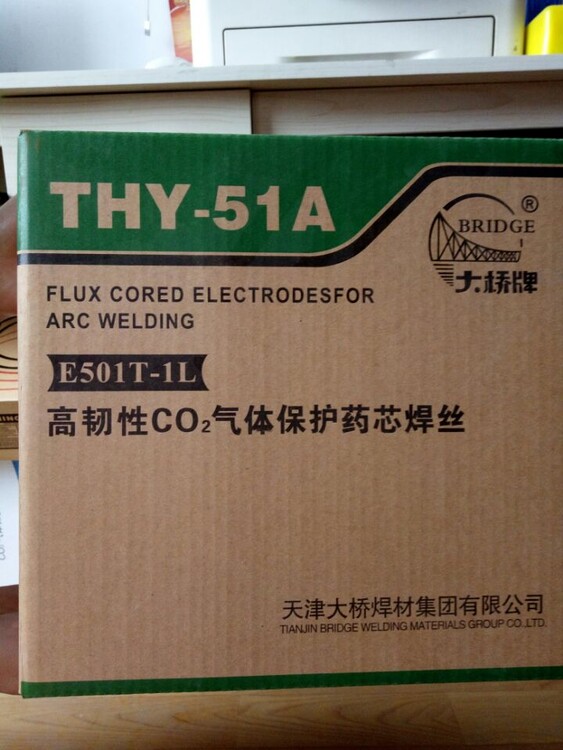 THY-51A
BRIDGE
®
大桥牌
FLUX CORED ELECTRODESFOR
ARC WELDING
E501T-1L
高韧性CO₂气体保护药芯焊丝
天津大桥焊材集团有限公司
TIANJIN BRIDGE WELDING MATERIALS GROUP CO.,LTD.